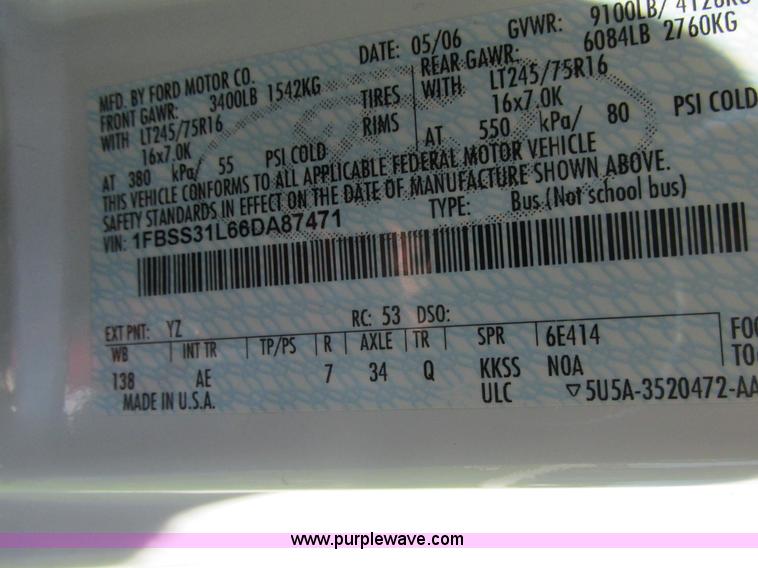 DATE: 05/06 GVWR: 9100LB/
MFD. BY FORD MOTOR CO. REAR GAWR: 6084LB 2760KG
FRONT GAWR: 3400LB 1542KG TIRES WITH LT245/75R16
WITH LT245/75R16 RIMS 16x7.0K
16x7.0K AT 550 kPa/ 80 PSI COLD
AT 380 kPa/ 55 PSI COLD
THIS VEHICLE CONFORMS TO ALL APPLICABLE FEDERAL MOTOR VEHICLE
SAFETY STANDARDS IN EFFECT ON THE DATE OF MANUFACTURE SHOWN ABOVE.
VIN: 1FBSS31L66DA87471 TYPE: Bus (Not school bus)
EXT PNT: YZ RC: 53 DSO:
WB INT TR TP/PS R AXLE TR SPR 6E414
138 AE 7 34 Q KKSS NOA
MADE IN U.S.A. ULC ▽5U5A-3520472-AA
www.purplewave.com